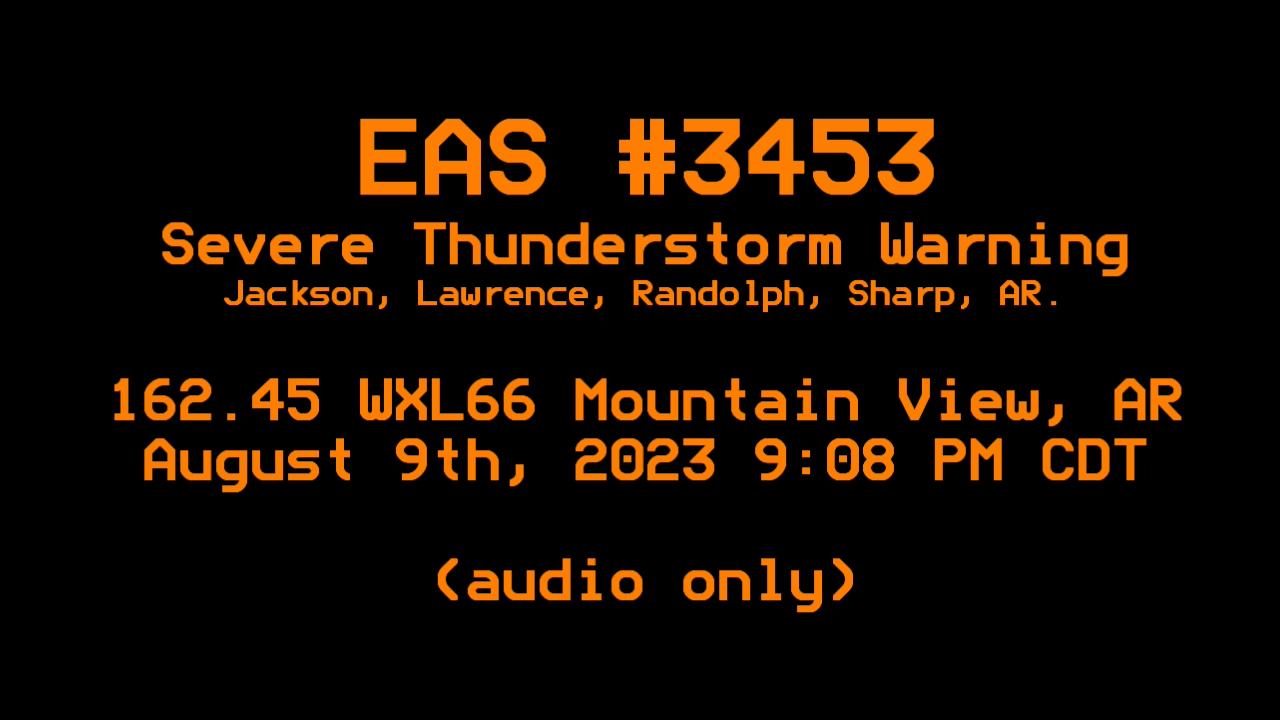 EAS #3453
Severe Thunderstorm Warning
Jackson, Lawrence, Randolph, Sharp, AR.
162.45 WXL66 Mountain View, AR
August 9th, 2023 9:08 PM CDT
(audio only)